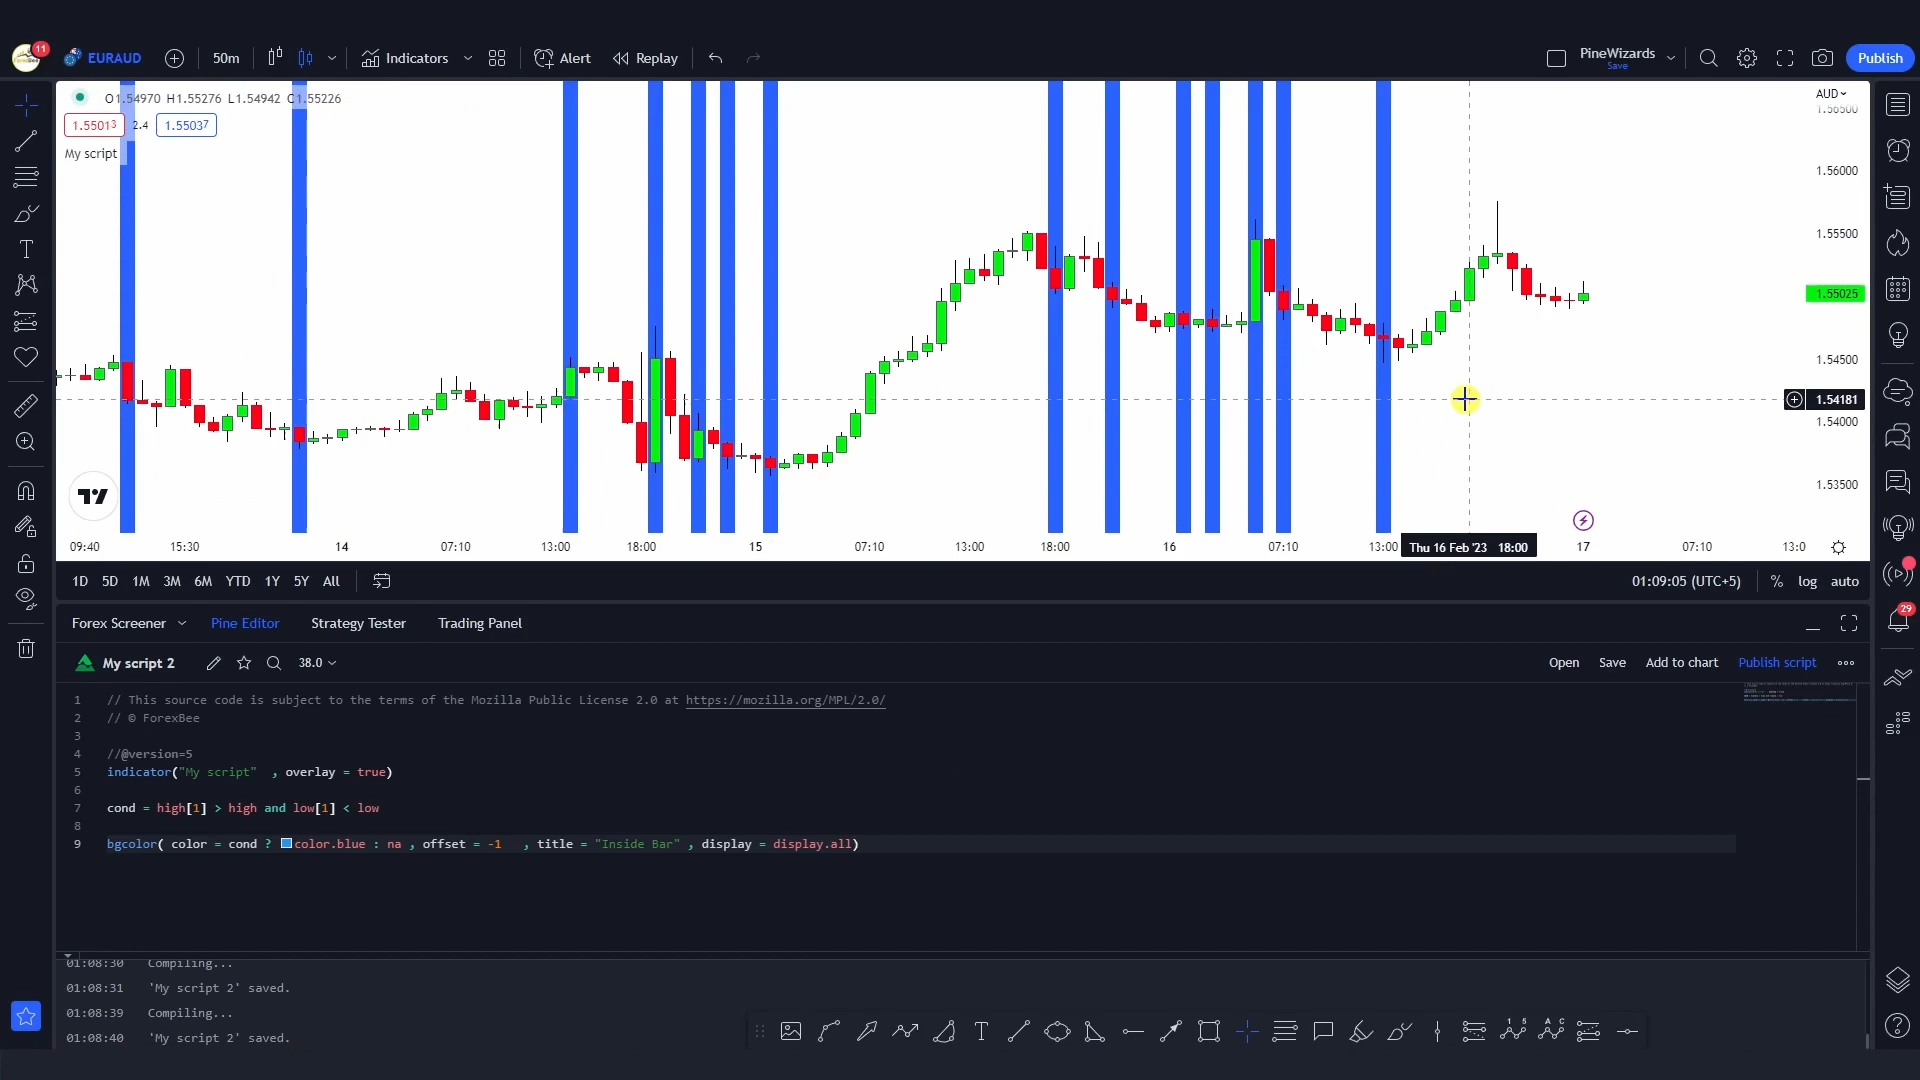 11
EURAUD
50m
Indicators
Alert
Replay
PineWizards
Save
Publish
O1.54970 H1.55276 L1.54942 C1.55226
1.55013
2.4
1.55037
My script
AUD
1.56500
1.56000
1.55500
1.55025
1.54500
1.54181
1.54000
1.53500
09:40
15:30
14
07:10
13:00
18:00
15
07:10
13:00
18:00
16
07:10
13:00
Thu 16 Feb '23 18:00
17
07:10
13:0
1D
5D
1M
3M
6M
YTD
1Y
5Y
All
01:09:05 (UTC+5)
%
log
auto
Forex Screener
Pine Editor
Strategy Tester
Trading Panel
My script 2
38.0
Open
Save
Add to chart
Publish script
1 // This source code is subject to the terms of the Mozilla Public License 2.0 at https://mozilla.org/MPL/2.0/
2 // © ForexBee
3
4 //@version=5
5 indicator("My script" , overlay = true)
6
7 cond = high[1] > high and low[1] < low
8
9 bgcolor( color = cond ? color.blue : na , offset = -1 , title = "Inside Bar" , display = display.all)
01:08:30 Compiling...
01:08:31 'My script 2' saved.
01:08:39 Compiling...
01:08:40 'My script 2' saved.
29